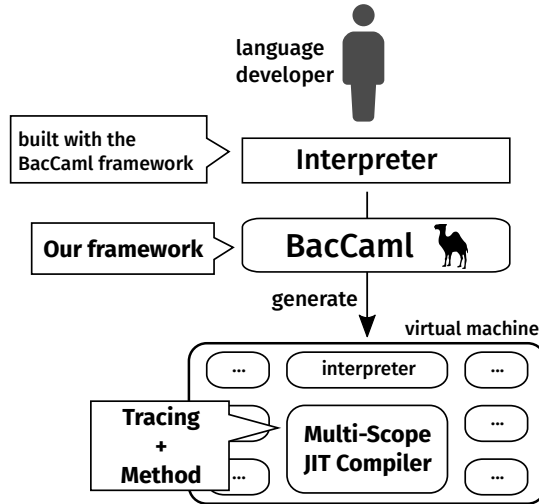 language
developer
built with the
BacCaml framework
Interpreter
Our framework
BacCaml
generate
virtual machine
...
interpreter
...
Tracing
+
Method
Multi-Scope
JIT Compiler
...
...
...